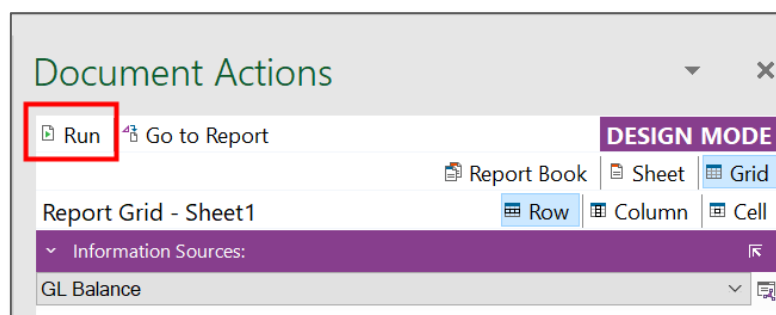 Document Actions
Run Go to Report DESIGN MODE
Report Book Sheet Grid
Report Grid - Sheet1 Row Column Cell
Information Sources:
GL Balance